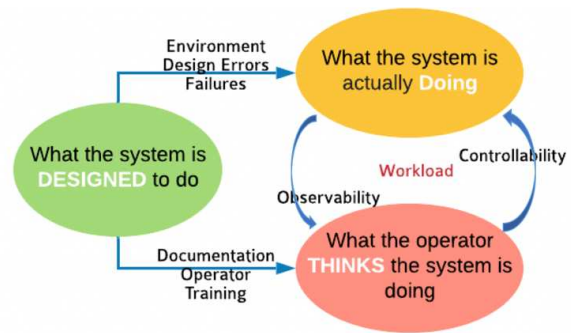 Environment
Design Errors
Failures
What the system is
actually Doing
What the system is
DESIGNED to do
Workload
Controllability
Observability
Documentation
Operator
Training
What the operator
THINKS the system is
doing